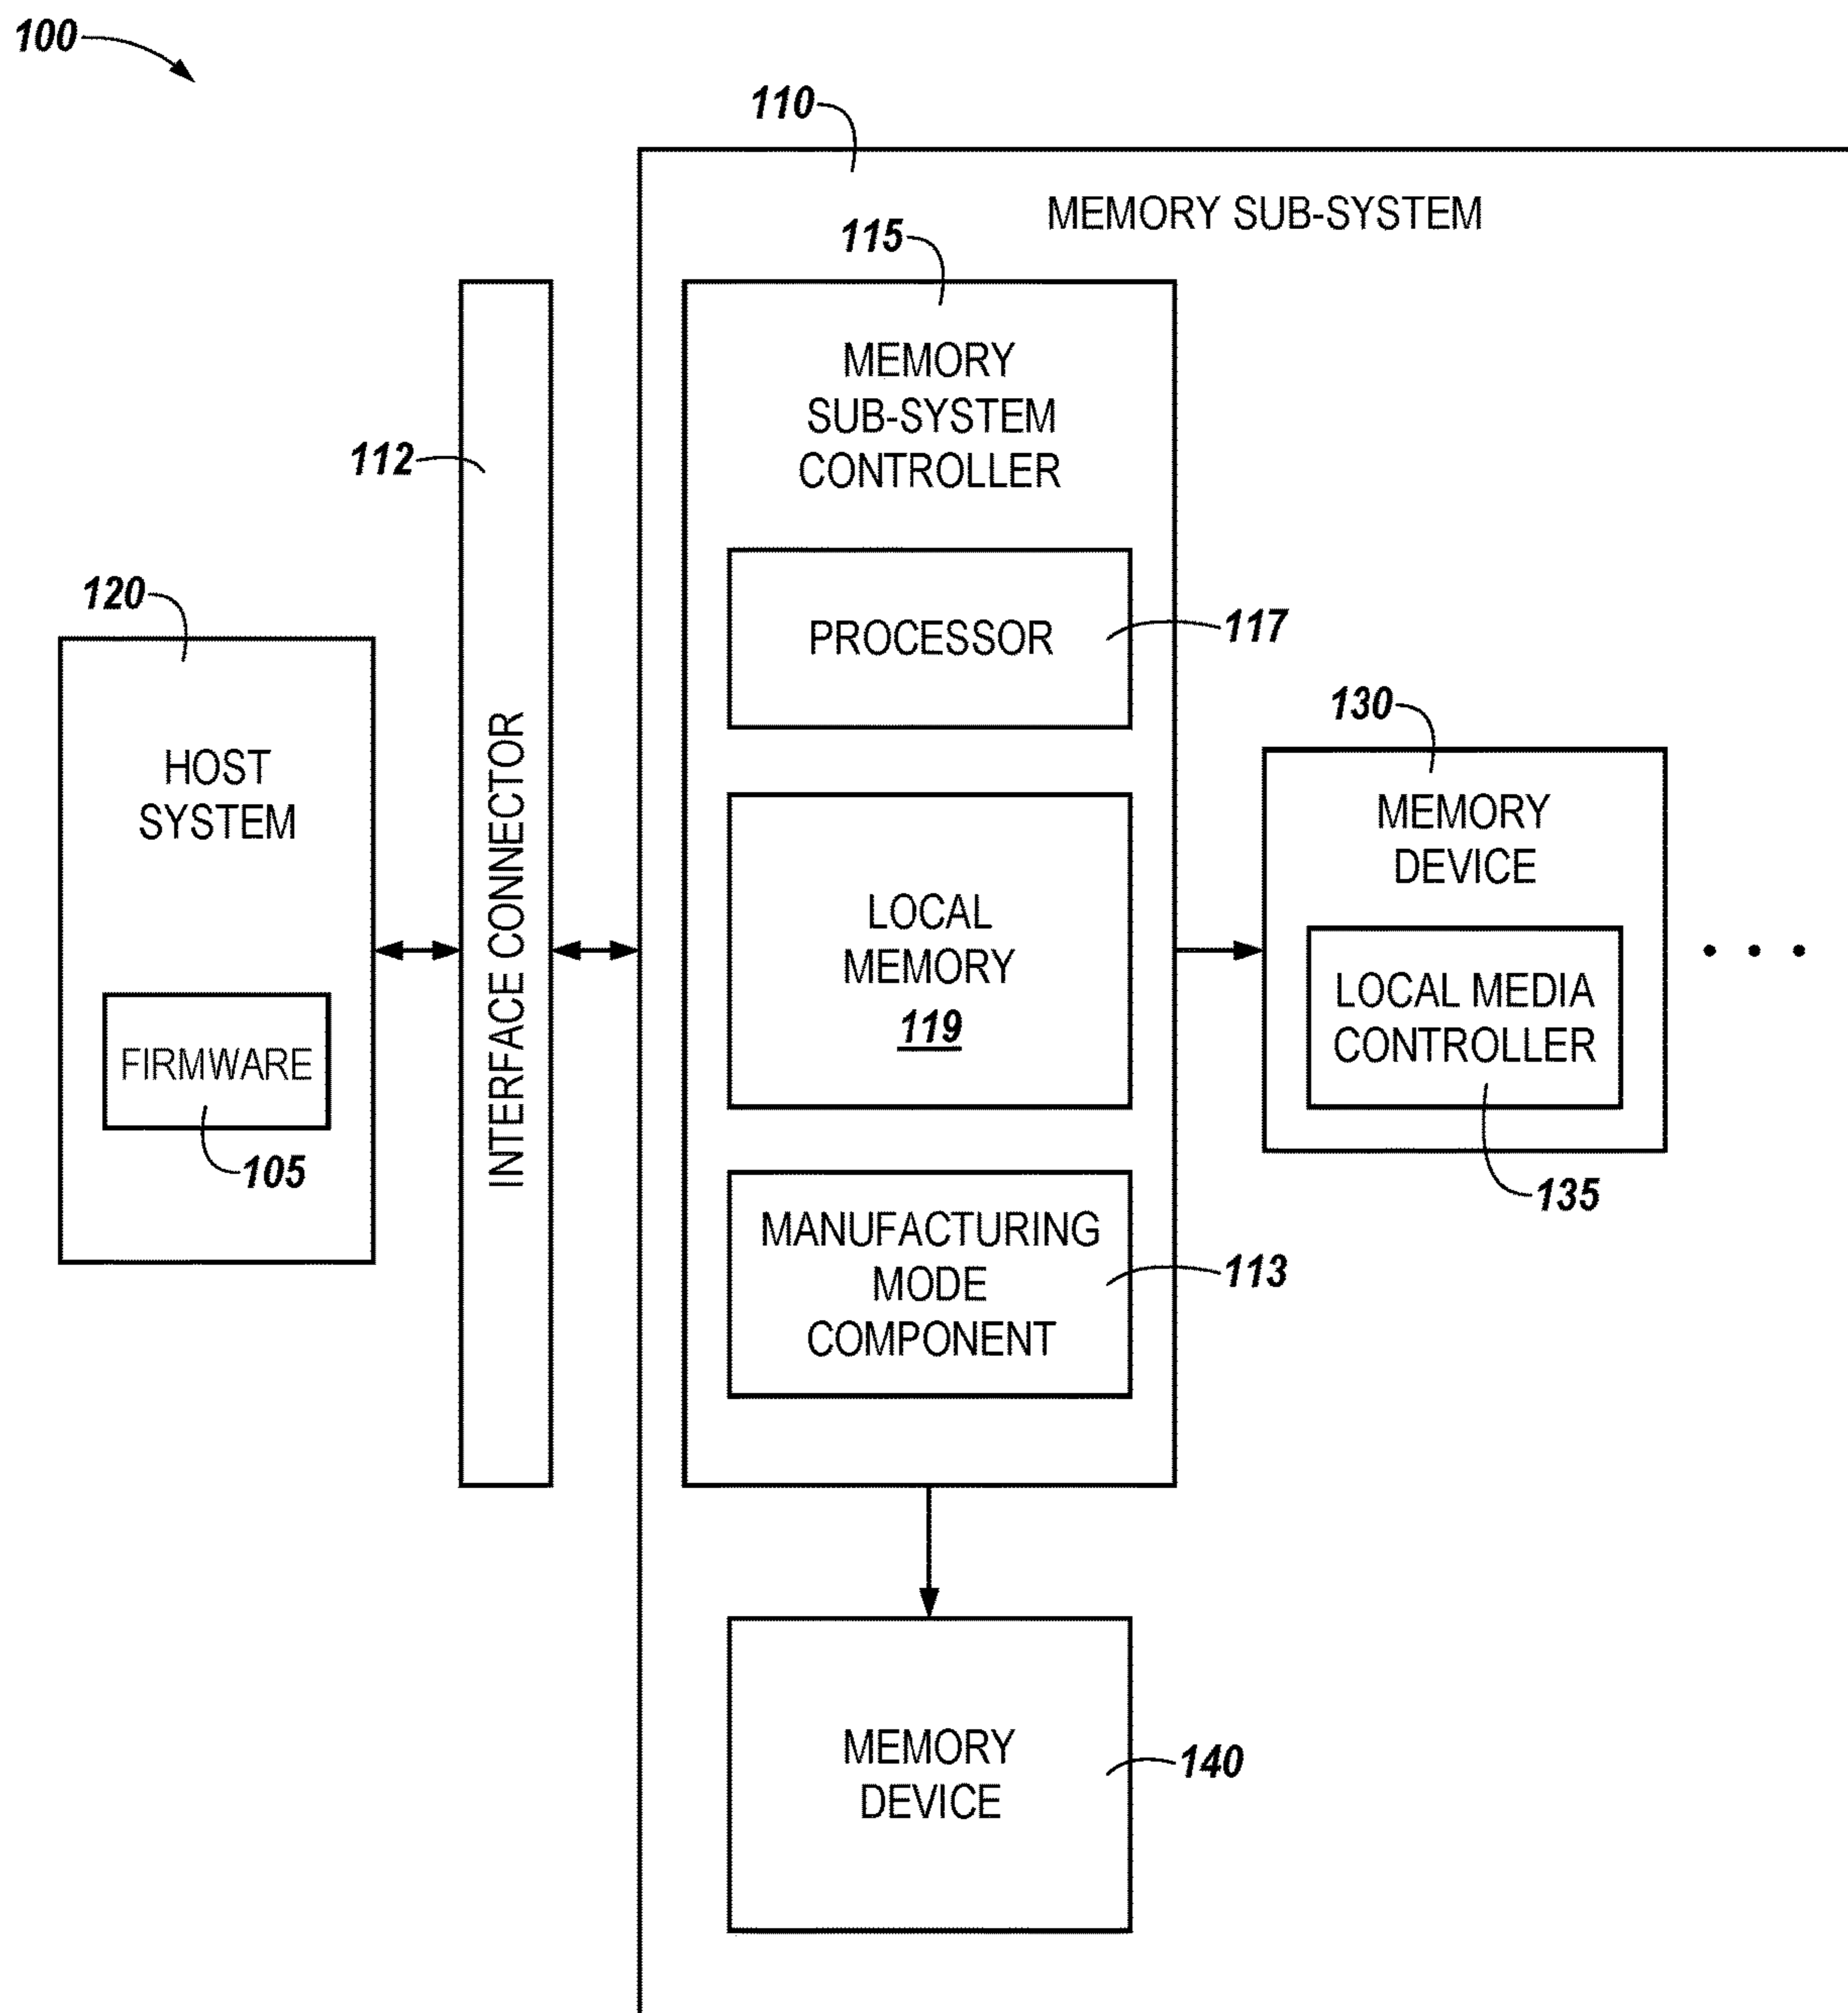 100
110
MEMORY SUB-SYSTEM
115
MEMORY
SUB-SYSTEM
CONTROLLER
112
INTERFACE CONNECTOR
PROCESSOR
117
120
HOST
SYSTEM
FIRMWARE
105
LOCAL
MEMORY
119
130
MEMORY
DEVICE
LOCAL MEDIA
CONTROLLER
135
• • •
MANUFACTURING
MODE
COMPONENT
113
MEMORY
DEVICE
140